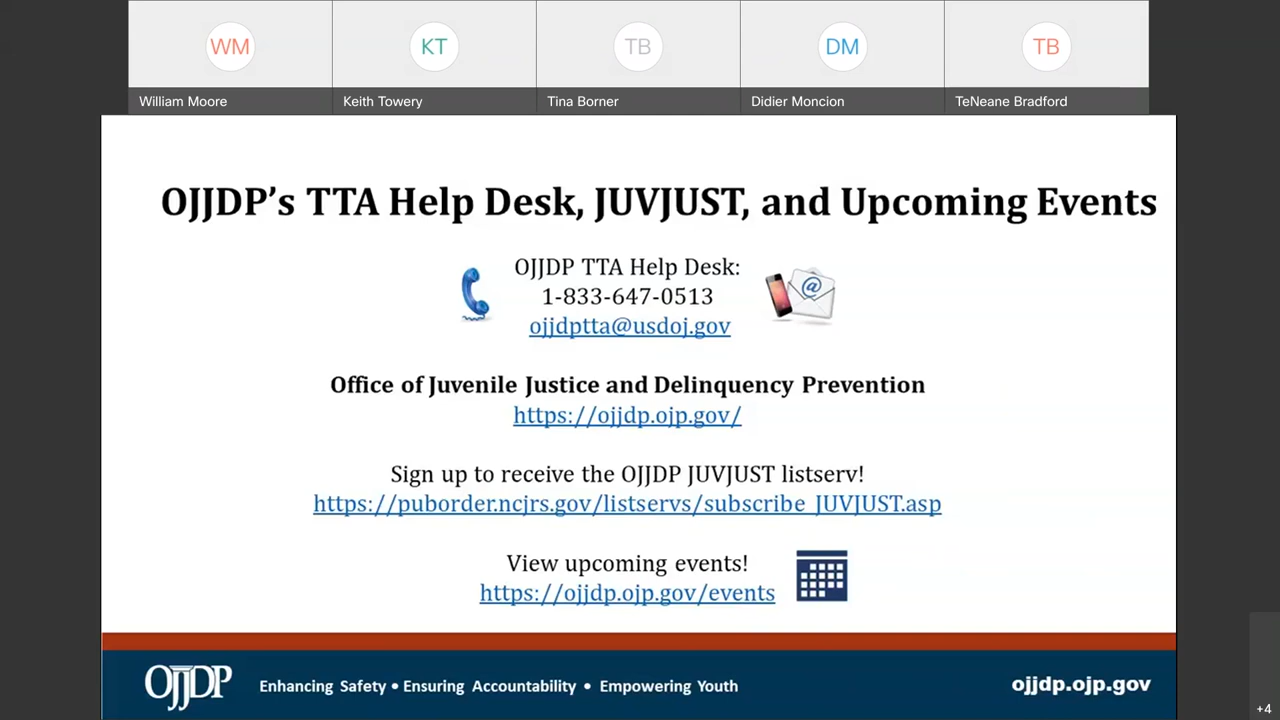 WM
KT
TB
DM
TB
William Moore
Keith Towery
Tina Borner
Didier Moncion
TeNeane Bradford
OJJDP's TTA Help Desk, JUVJUST, and Upcoming Events
OJJDP TTA Help Desk:
1-833-647-0513
@
ojjdptta@usdoj.gov
Office of Juvenile Justice and Delinquency Prevention
https://ojjdp.ojp.gov/
Sign up to receive the OJJDP JUVJUST listserv!
https://puborder.ncjrs.gov/listservs/subscribe_JUVJUST.asp
View upcoming events!
https://ojjdp.ojp.gov/events
OJJDP
Enhancing Safety • Ensuring Accountability • Empowering Youth
ojjdp.ojp.gov
+4